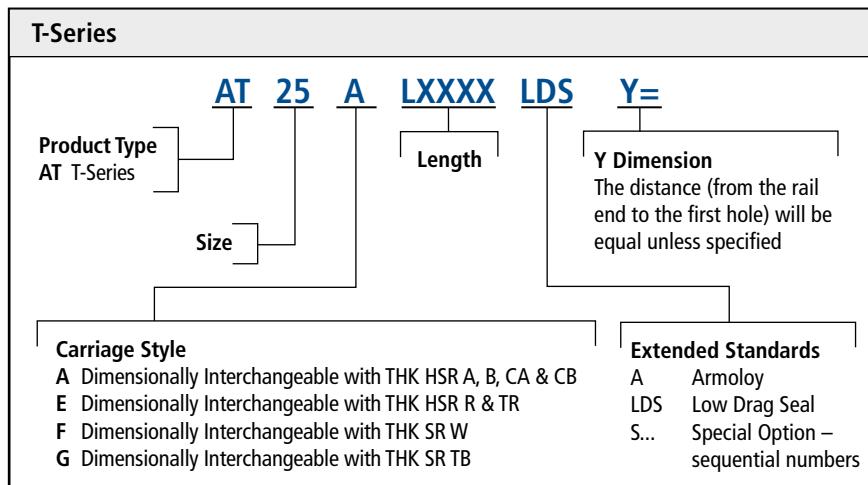 T-Series
AT 25 A LXXXX LDS Y=
Product Type
AT T-Series
Length
Y Dimension
The distance (from the rail
end to the first hole) will be
equal unless specified
Size
Carriage Style
A Dimensionally Interchangeable with THK HSR A, B, CA & CB
E Dimensionally Interchangeable with THK HSR R & TR
F Dimensionally Interchangeable with THK SR W
G Dimensionally Interchangeable with THK SR TB
Extended Standards
A Armoloy
LDS Low Drag Seal
S... Special Option –
sequential numbers